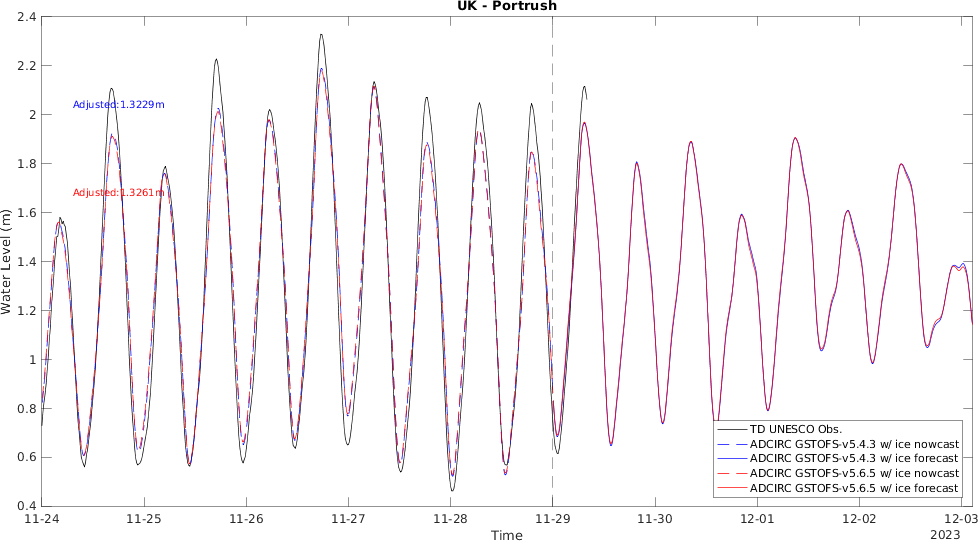 UK - Portrush
2.4
2.2
2
1.8
1.6
1.4
1.2
1
0.8
0.6
0.4
Water Level (m)
Adjusted:1.3229m
Adjusted:1.3261m
TD UNESCO Obs.
ADCIRC GSTOFS-v5.4.3 w/ ice nowcast
ADCIRC GSTOFS-v5.4.3 w/ ice forecast
ADCIRC GSTOFS-v5.6.5 w/ ice nowcast
ADCIRC GSTOFS-v5.6.5 w/ ice forecast
11-24 11-25 11-26 11-27 11-28 11-29 11-30 12-01 12-02 12-03
Time
2023